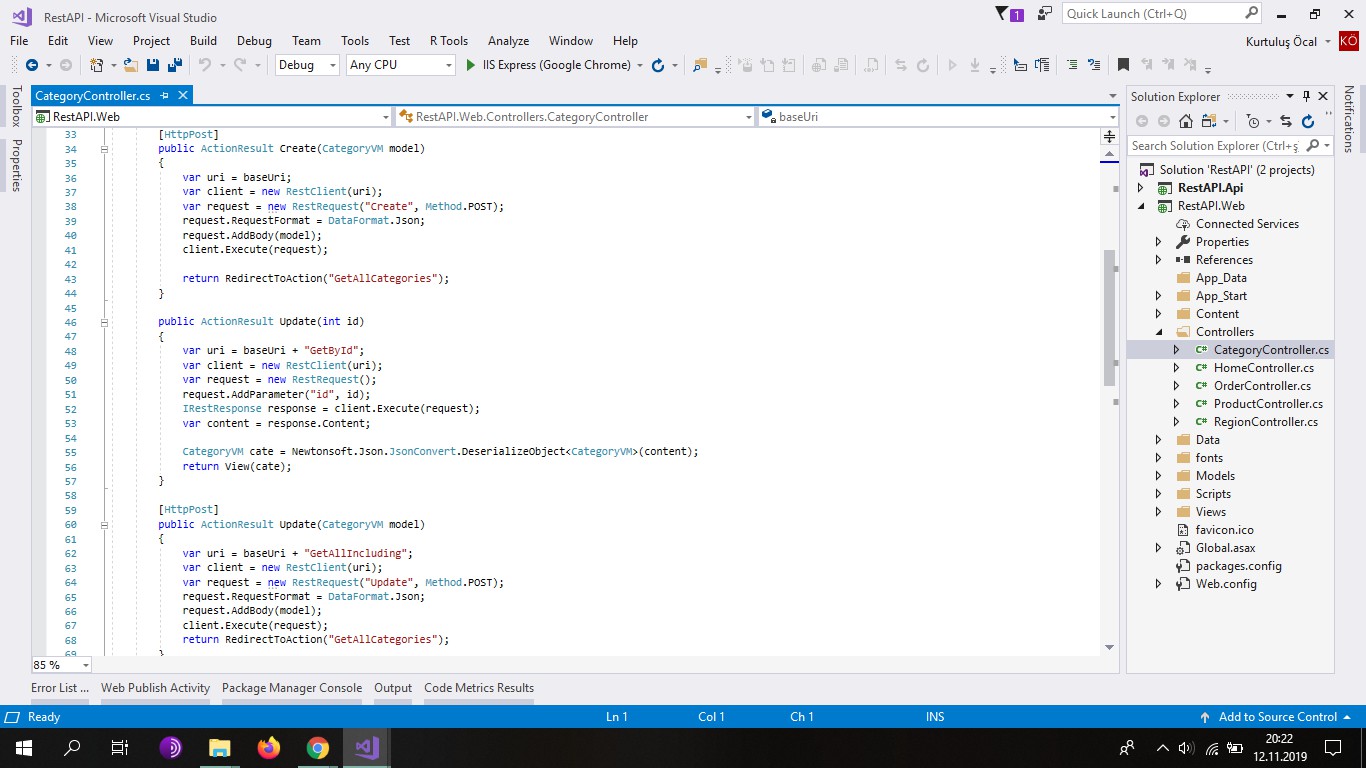 RestAPI - Microsoft Visual Studio
1
Quick Launch (Ctrl+Q)
File Edit View Project Build Debug Team Tools Test R Tools Analyze Window Help
Kurtuluş Öcal KÖ
Debug Any CPU IIS Express (Google Chrome)
Toolbox
Properties
CategoryController.cs
RestAPI.Web RestAPI.Web.Controllers.CategoryController baseUri
33 [HttpPost]
34 public ActionResult Create(CategoryVM model)
35 {
36 var uri = baseUri;
37 var client = new RestClient(uri);
38 var request = new RestRequest("Create", Method.POST);
39 request.RequestFormat = DataFormat.Json;
40 request.AddBody(model);
41 client.Execute(request);
42
43 return RedirectToAction("GetAllCategories");
44 }
45
46 public ActionResult Update(int id)
47 {
48 var uri = baseUri + "GetById";
49 var client = new RestClient(uri);
50 var request = new RestRequest();
51 request.AddParameter("id", id);
52 IRestResponse response = client.Execute(request);
53 var content = response.Content;
54
55 CategoryVM cate = Newtonsoft.Json.JsonConvert.DeserializeObject<CategoryVM>(content);
56 return View(cate);
57 }
58
59 [HttpPost]
60 public ActionResult Update(CategoryVM model)
61 {
62 var uri = baseUri + "GetAllIncluding";
63 var client = new RestClient(uri);
64 var request = new RestRequest("Update", Method.POST);
65 request.RequestFormat = DataFormat.Json;
66 request.AddBody(model);
67 client.Execute(request);
68 return RedirectToAction("GetAllCategories");
69 }
85 %
Solution Explorer
Search Solution Explorer (Ctrl+ş
Solution 'RestAPI' (2 projects)
RestAPI.Api
RestAPI.Web
Connected Services
Properties
References
App_Data
App_Start
Content
Controllers
C# CategoryController.cs
C# HomeController.cs
C# OrderController.cs
C# ProductController.cs
C# RegionController.cs
Data
fonts
Models
Scripts
Views
favicon.ico
Global.asax
packages.config
Web.config
Notifications
Error List ... Web Publish Activity Package Manager Console Output Code Metrics Results
Ready Ln 1 Col 1 Ch 1 INS Add to Source Control
20:22
12.11.2019